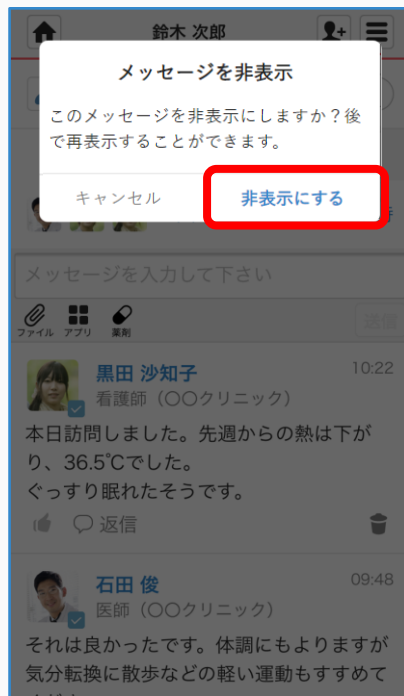 鈴木 次郎
メッセージを非表示
このメッセージを非表示にしますか？後
で再表示することができます。
キャンセル
非表示にする
メッセージを入力して下さい
ファイル アプリ 薬剤
送信
黒田 沙知子
10:22
看護師（〇〇クリニック）
本日訪問しました。先週からの熱は下が
り、36.5℃でした。
ぐっすり眠れたそうです。
返信
石田 俊
09:48
医師（〇〇クリニック）
それは良かったです。体調にもよりますが
気分転換に散歩などの軽い運動もすすめて